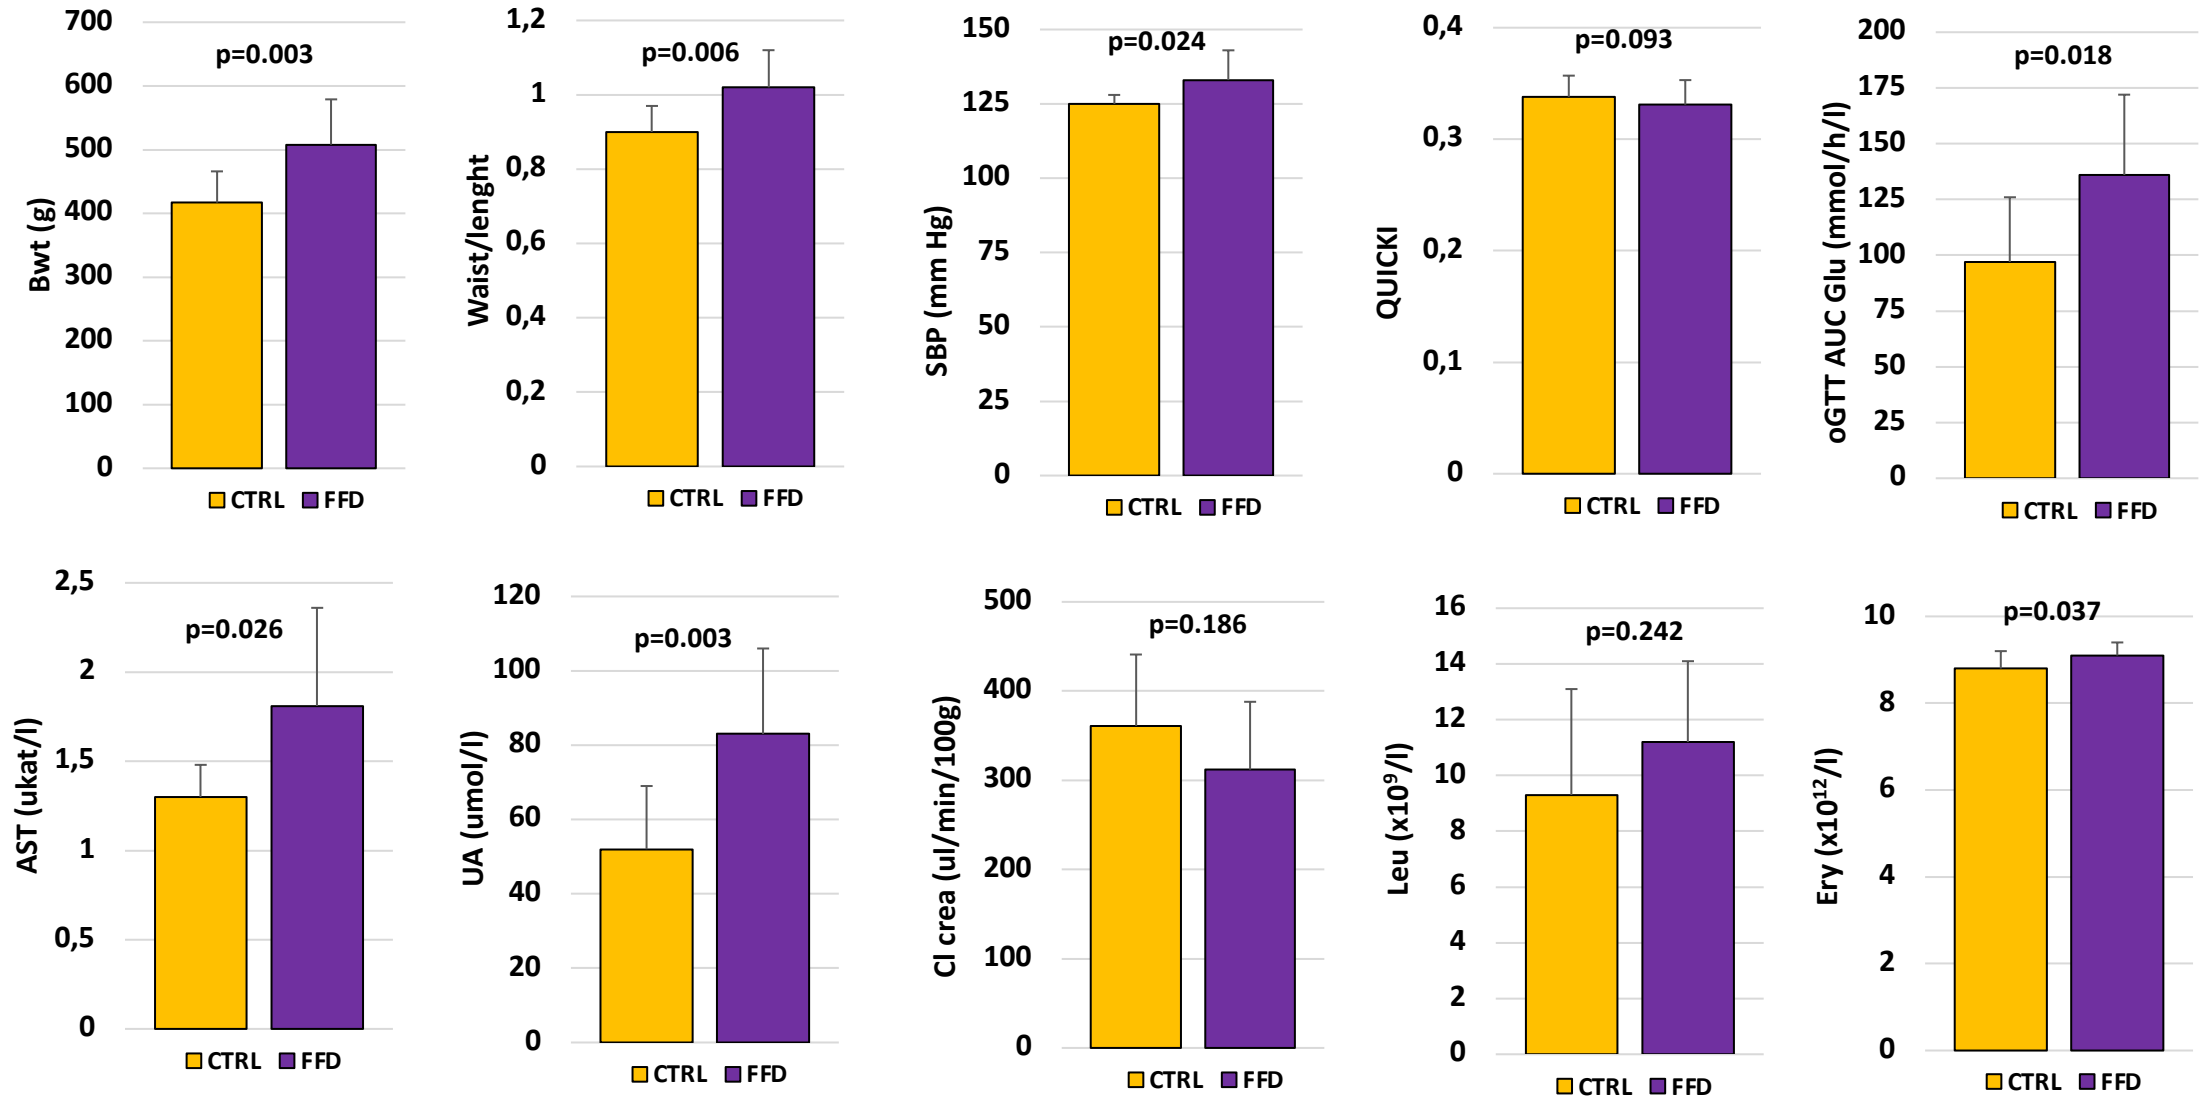 Bwt (g)
700
600
500
400
300
200
100
0
p=0.003
CTRL FFD
Waist/lenght
1,2
1
0,8
0,6
0,4
0,2
0
p=0.006
CTRL FFD
SBP (mm Hg)
150
125
100
75
50
25
0
p=0.024
CTRL FFD
QUICKI
0,4
0,3
0,2
0,1
0
p=0.093
CTRL FFD
oGTT AUC Glu (mmol/h/l)
200
175
150
125
100
75
50
25
0
p=0.018
CTRL FFD
AST (ukat/l)
2,5
2
1,5
1
0,5
0
p=0.026
CTRL FFD
UA (umol/l)
120
100
80
60
40
20
0
p=0.003
CTRL FFD
Cl crea (ul/min/100g)
500
400
300
200
100
0
p=0.186
CTRL FFD
Leu (x10⁹/l)
16
14
12
10
8
6
4
2
0
p=0.242
CTRL FFD
Ery (x10¹²/l)
10
8
6
4
2
0
p=0.037
CTRL FFD